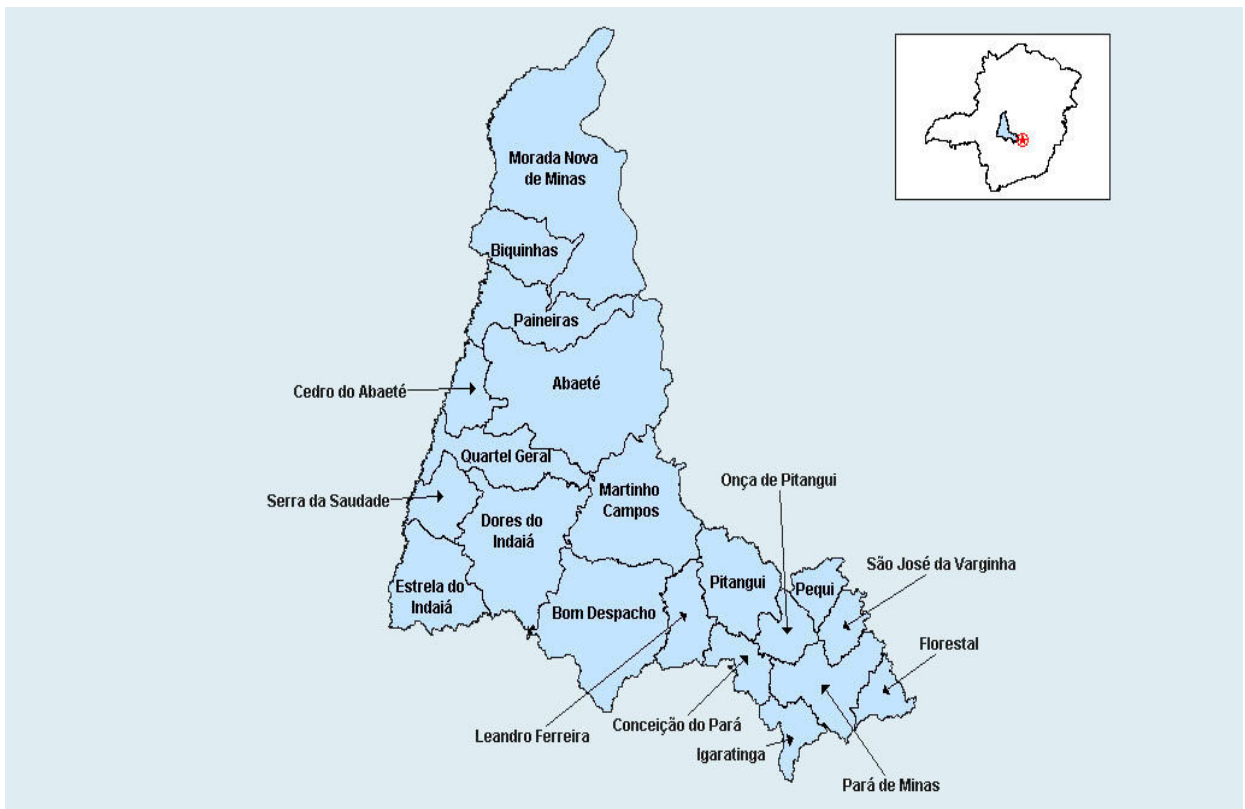 Morada Nova
de Minas
Biquinhas
Paineiras
Cedro do Abaeté
Abaeté
Quartel Geral
Serra da Saudade
Martinho
Campos
Onça de Pitangui
Dores do
Indaiá
São José da Varginha
Estrela do
Indaiá
Bom Despacho
Pitangui
Pequi
Florestal
Leandro Ferreira
Conceição do Pará
Igaratinga
Pará de Minas